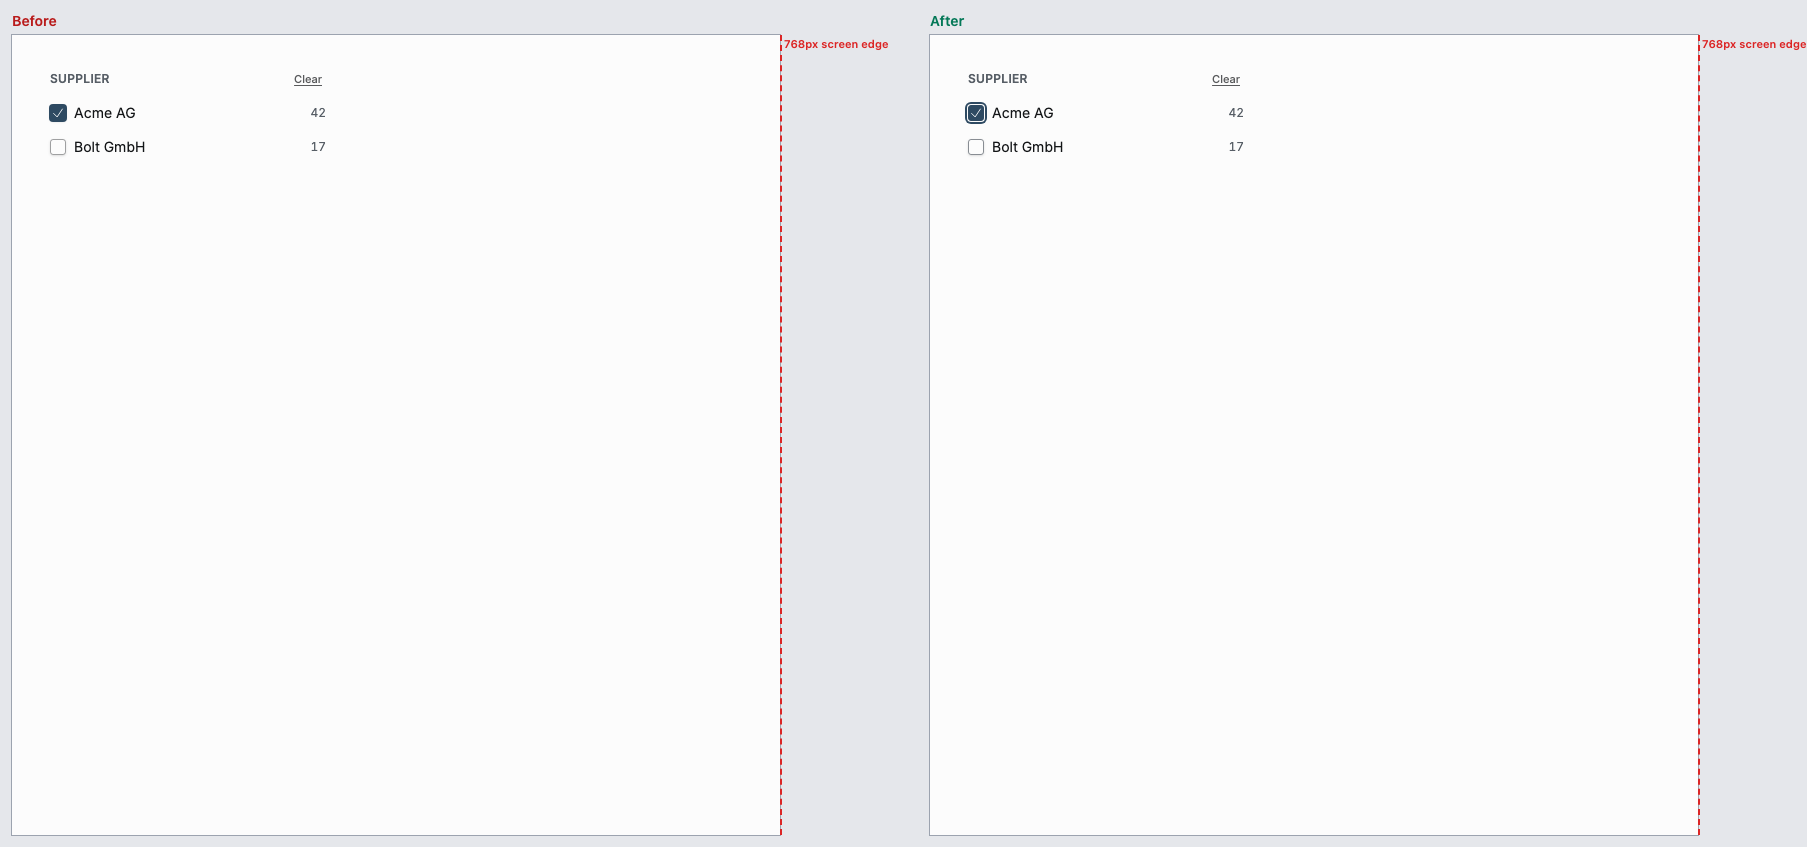 Before
768px screen edge
SUPPLIER Clear
Acme AG 42
Bolt GmbH 17
After
768px screen edge
SUPPLIER Clear
Acme AG 42
Bolt GmbH 17